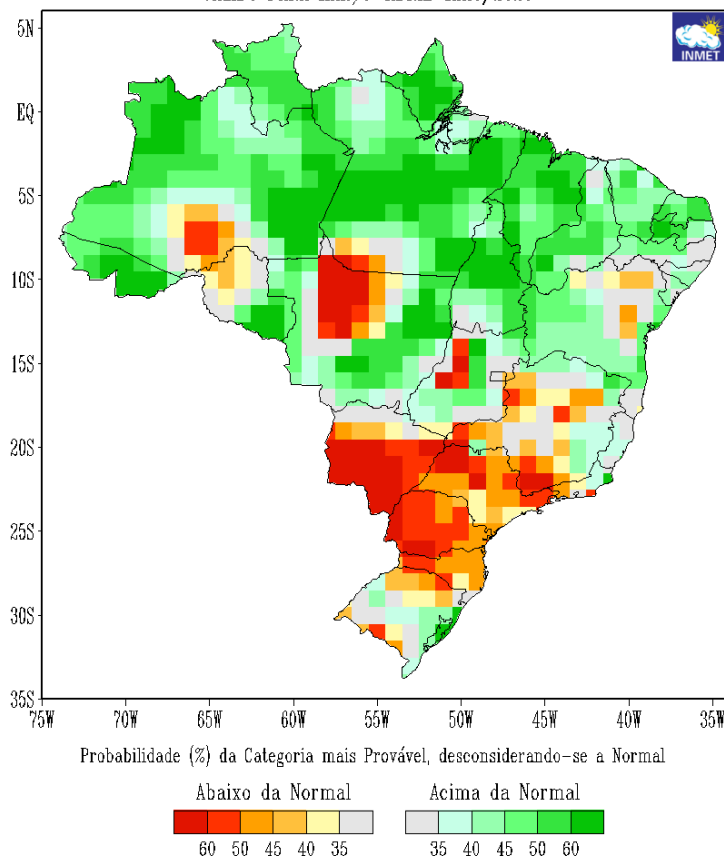 INMET
5N
EQ
5S
10S
15S
20S
25S
30S
35S
75W 70W 65W 60W 55W 50W 45W 40W 35W
Probabilidade (%) da Categoria mais Provável, desconsiderando-se a Normal
Abaixo da Normal Acima da Normal
60 50 45 40 35 35 40 45 50 60